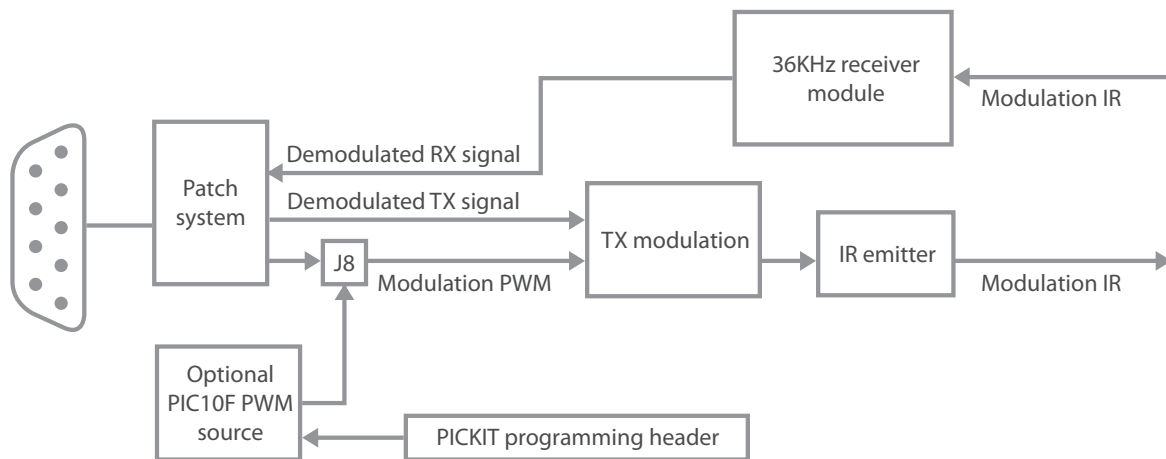 36KHz receiver
module
Modulation IR
Demodulated RX signal
Patch
system
Demodulated TX signal
TX modulation
IR emitter
J8
Modulation PWM
Modulation IR
Optional
PIC10F PWM
source
PICKIT programming header